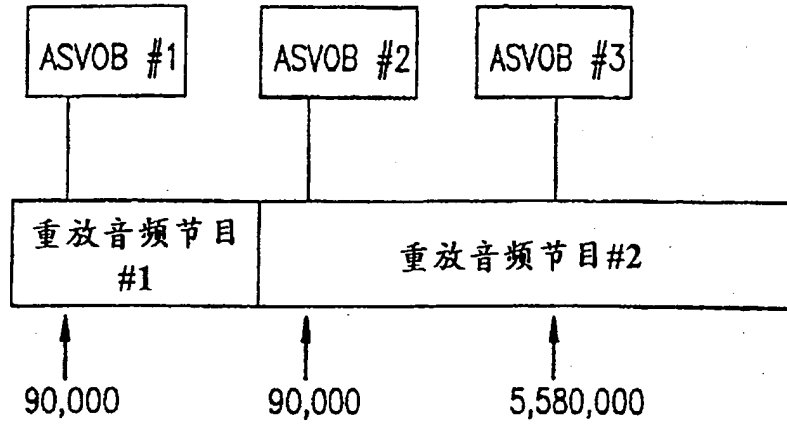 ASVOB #1
ASVOB #2
ASVOB #3
重放音频节目
#1
重放音频节目#2
90,000
90,000
5,580,000